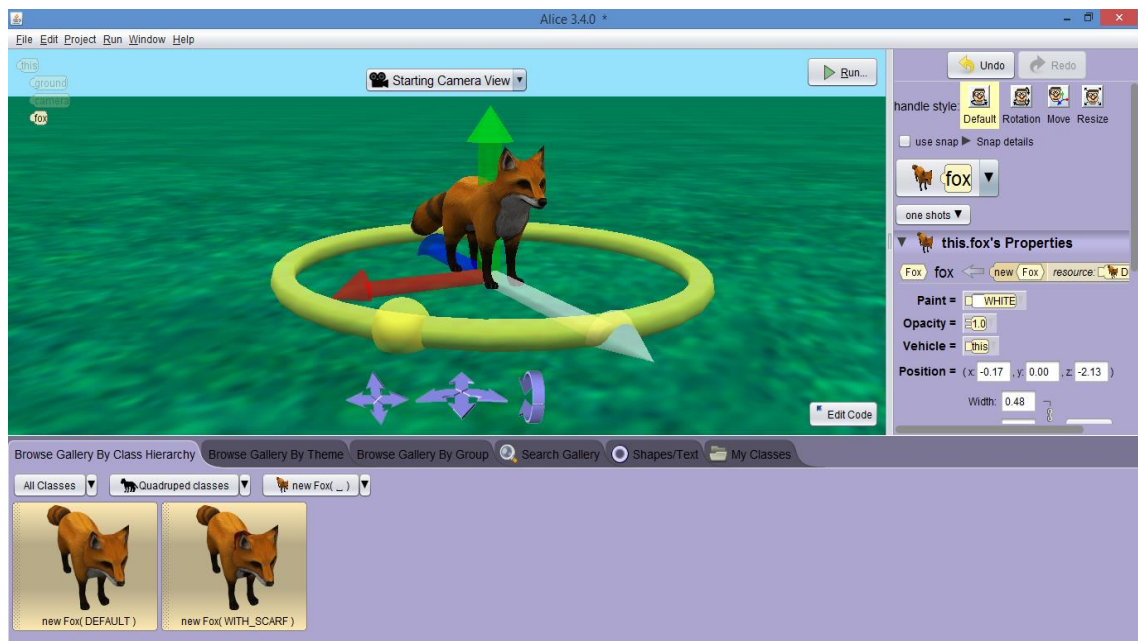 Alice 3.4.0 *
File Edit Project Run Window Help
this
ground
camera
fox
Starting Camera View
Run...
Undo
Redo
handle style:
Default Rotation Move Resize
use snap Snap details
fox
one shots
this.fox's Properties
Fox fox new Fox resource: D
Paint = WHITE
Opacity = 1.0
Vehicle = this
Position = ( x: -0.17 , y: 0.00 , z: -2.13 )
Width: 0.48
Edit Code
Browse Gallery By Class Hierarchy Browse Gallery By Theme Browse Gallery By Group Search Gallery Shapes/Text My Classes
All Classes Quadruped classes new Fox( _ )
new Fox( DEFAULT ) new Fox( WITH_SCARF )